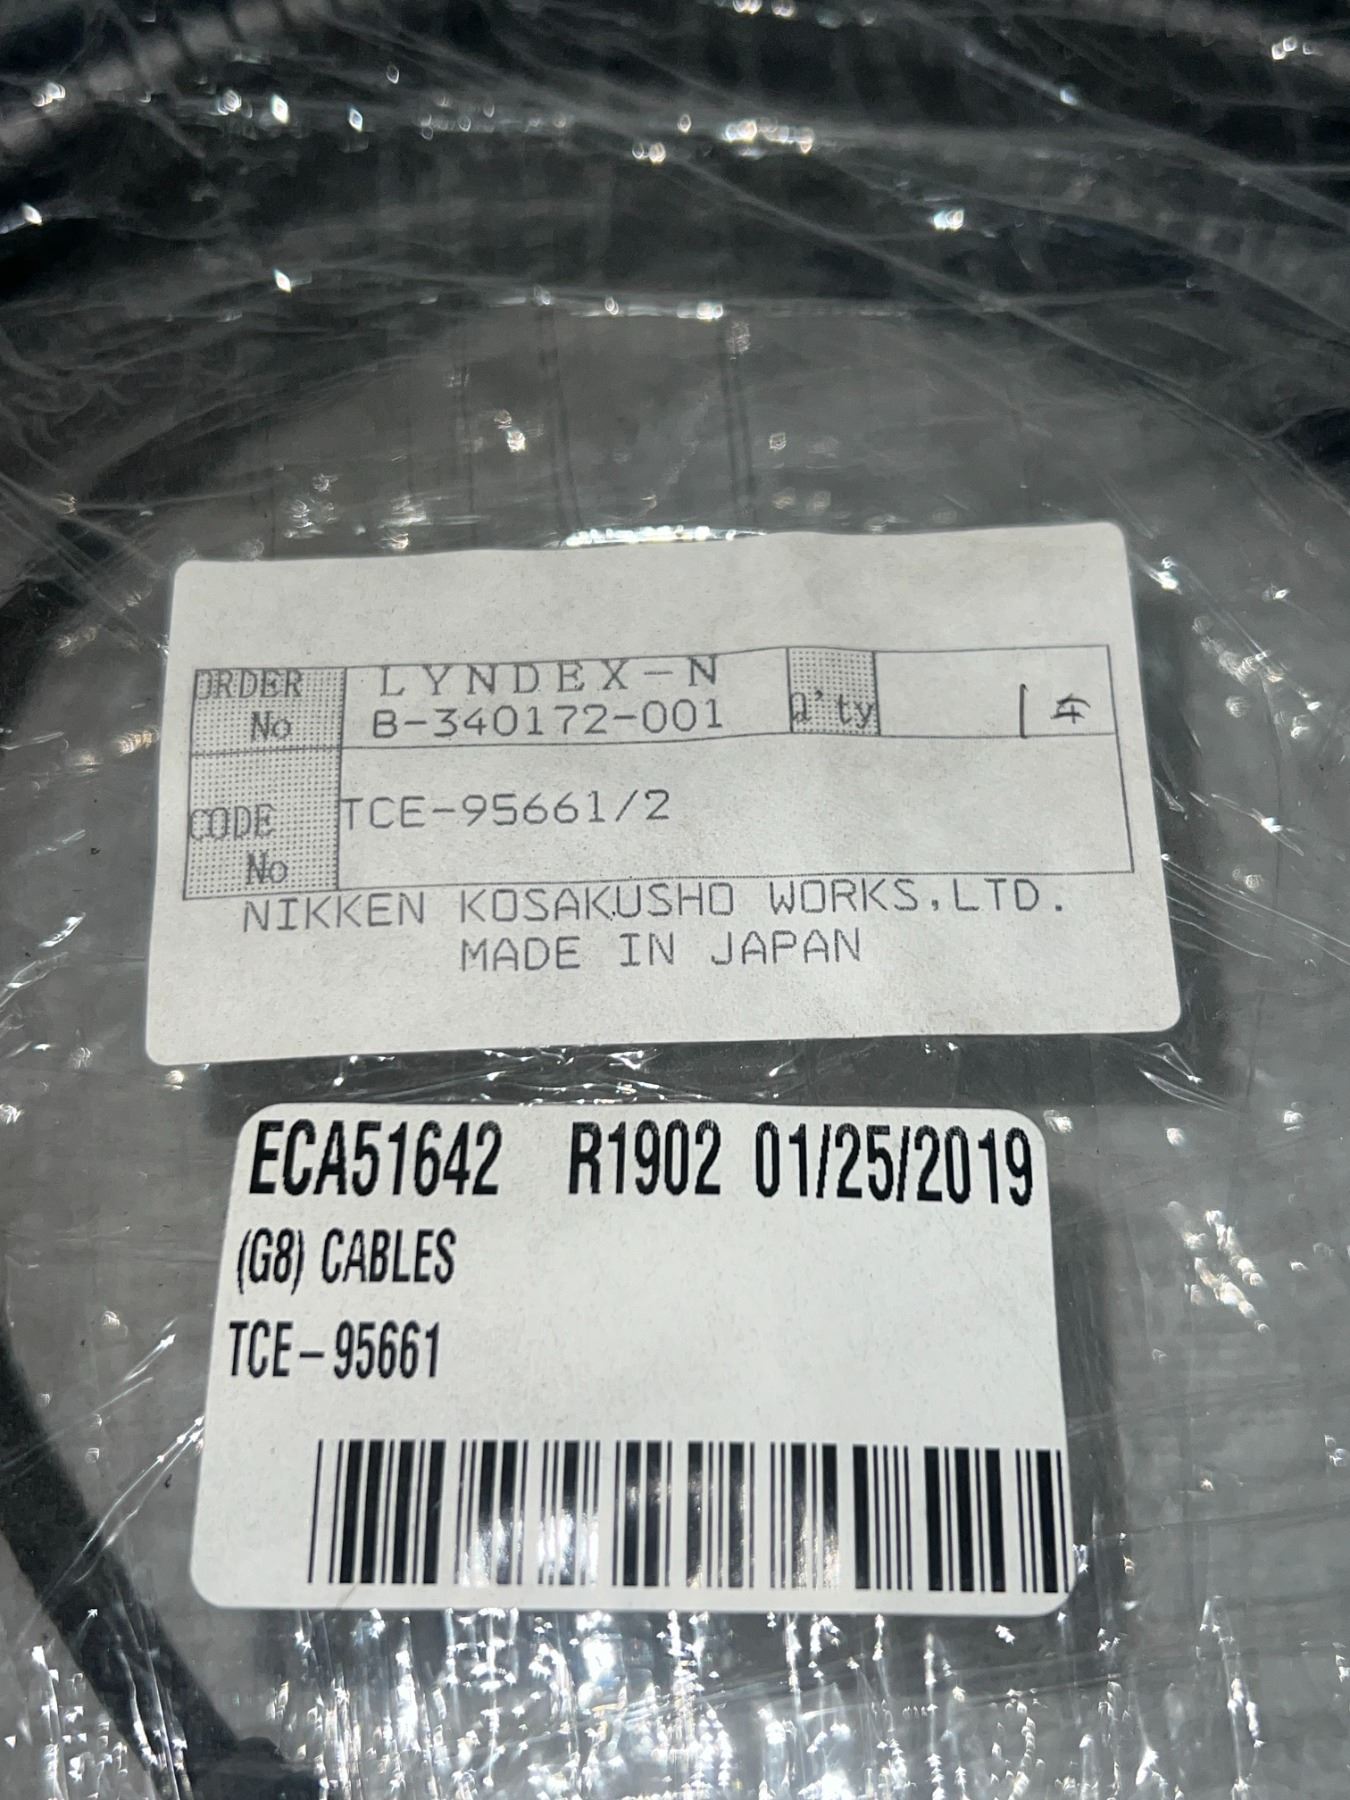 ORDER No LYNDEX-N B-340172-001 Q'ty 1
CODE No TCE-95661/2
NIKKEN KOSAKUSHO WORKS,LTD.
MADE IN JAPAN
ECA51642 R1902 01/25/2019
(G8) CABLES
TCE-95661